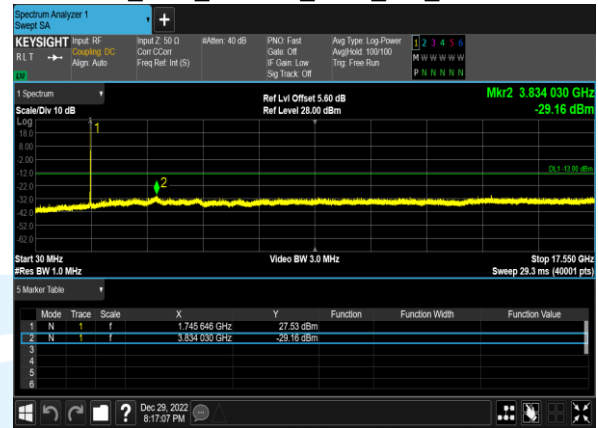 Spectrum Analyzer 1
Swept SA
+
KEYSIGHT Input: RF Input Z: 50 Ω #Atten: 40 dB PNO: Fast Avg Type: Log-Power 1 2 3 4 5 6
RLT Coupling: DC Corr CCorr Gate: Off Avg|Hold: 100/100 M W W W W W
Align: Auto Freq Ref: Int (S) IF Gain: Low Trig: Free Run
Sig Track: Off P N N N N N
1 Spectrum Ref Lvl Offset 5.60 dB Mkr2 3.834 030 GHz
Scale/Div 10 dB Ref Level 28.00 dBm -29.16 dBm
Log
1
18.0
8.00
-2.00
DL1 -13.00 dBm
-12.0
-22.0
2
-32.0
-42.0
-52.0
-62.0
Start 30 MHz Video BW 3.0 MHz Stop 17.550 GHz
#Res BW 1.0 MHz Sweep 29.3 ms (40001 pts)
5 Marker Table
Mode Trace Scale X Y Function Function Width Function Value
1 N 1 f 1.745 646 GHz 27.53 dBm
2 N 1 f 3.834 030 GHz -29.16 dBm
3
4
5
6
? Dec 29, 2022
8:17:07 PM